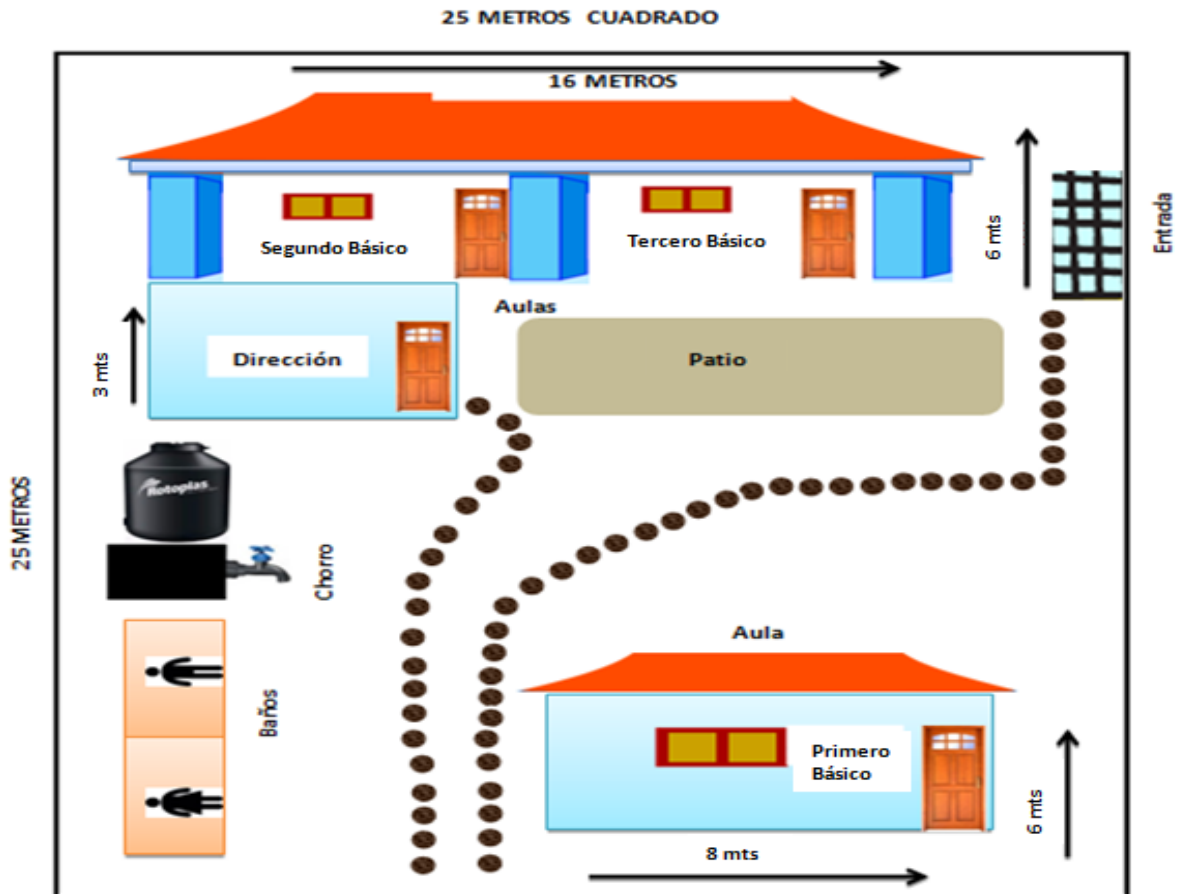 25 METROS CUADRADO
16 METROS
Segundo Básico
Tercero Básico
6 mts
Entrada
Aulas
3 mts
Dirección
Patio
Rotoplas
25 METROS
Chorro
Aula
Baños
Primero
Básico
6 mts
8 mts